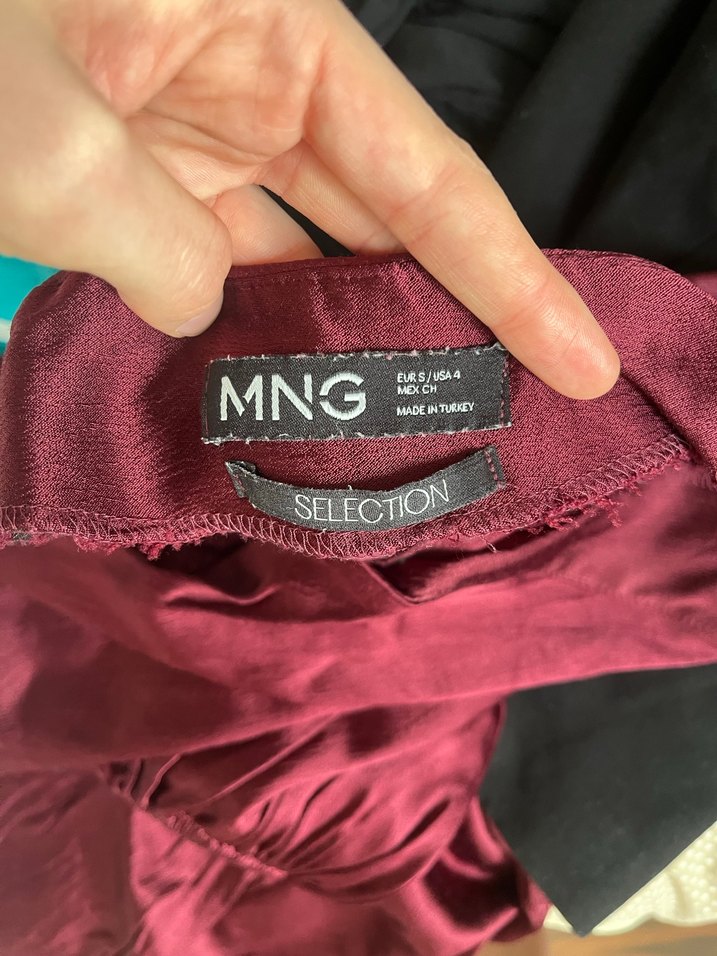 MNG
EUR S / USA 4
MEX CH
MADE IN TURKEY
SELECTION